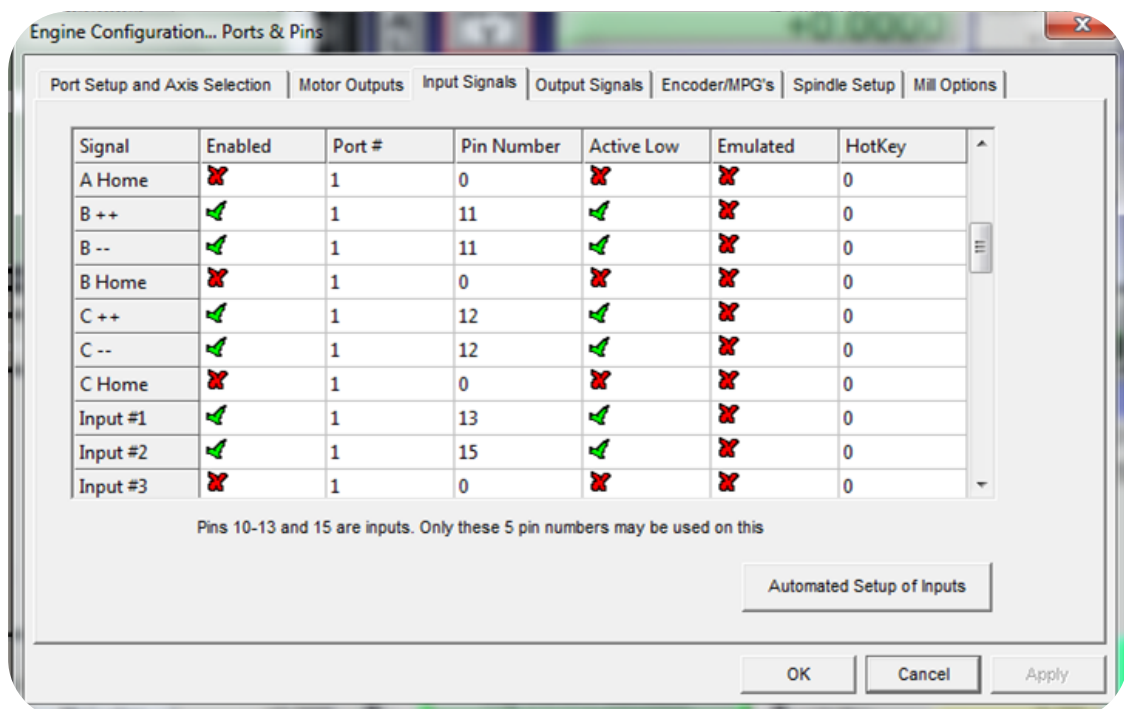 +0.0000
Engine Configuration... Ports & Pins
Port Setup and Axis Selection Motor Outputs Input Signals Output Signals Encoder/MPG's Spindle Setup Mill Options
Signal Enabled Port # Pin Number Active Low Emulated HotKey
A Home 1 0 0
B ++ 1 11 0
B -- 1 11 0
B Home 1 0 0
C ++ 1 12 0
C -- 1 12 0
C Home 1 0 0
Input #1 1 13 0
Input #2 1 15 0
Input #3 1 0 0
Pins 10-13 and 15 are inputs. Only these 5 pin numbers may be used on this
Automated Setup of Inputs
OK Cancel Apply